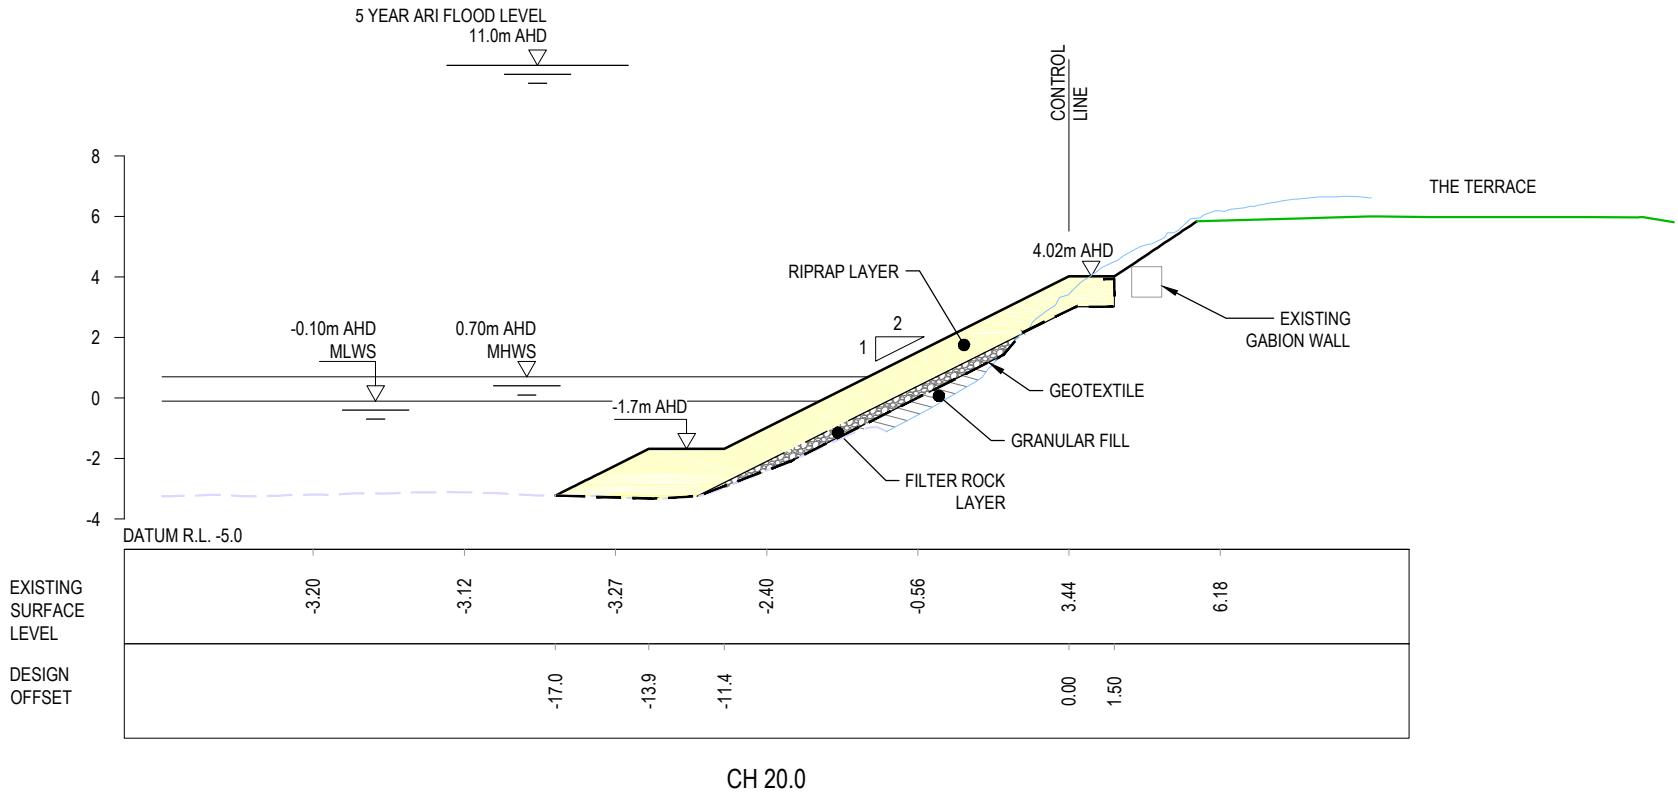 5 YEAR ARI FLOOD LEVEL
11.0m AHD
CONTROL
LINE
8
6
4
2
0
-2
-4
THE TERRACE
4.02m AHD
RIPRAP LAYER
-0.10m AHD
MLWS
0.70m AHD
MHWS
2
1
EXISTING
GABION WALL
GEOTEXTILE
-1.7m AHD
GRANULAR FILL
FILTER ROCK
LAYER
DATUM R.L. -5.0
EXISTING
SURFACE
LEVEL
-3.20
-3.12
-3.27
-2.40
-0.56
3.44
6.18
DESIGN
OFFSET
-17.0
-13.9
-11.4
0.00
1.50
CH 20.0